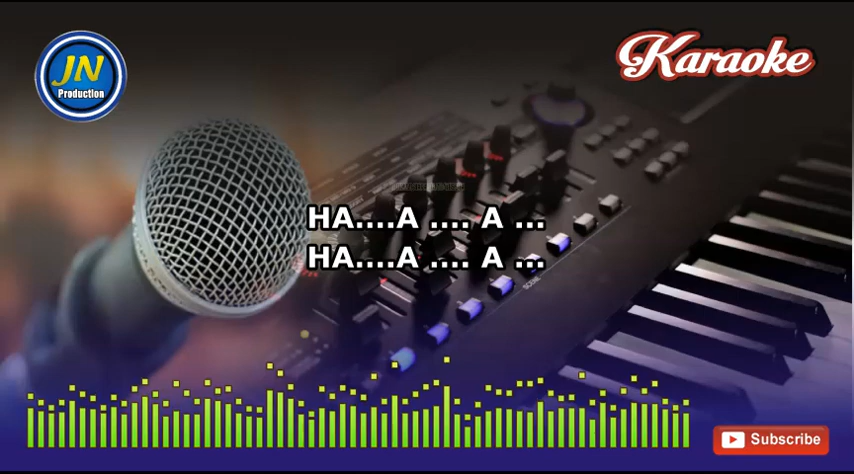 JN
Production
Karaoke
HA....A .... A ...
HA....A .... A ...
Subscribe